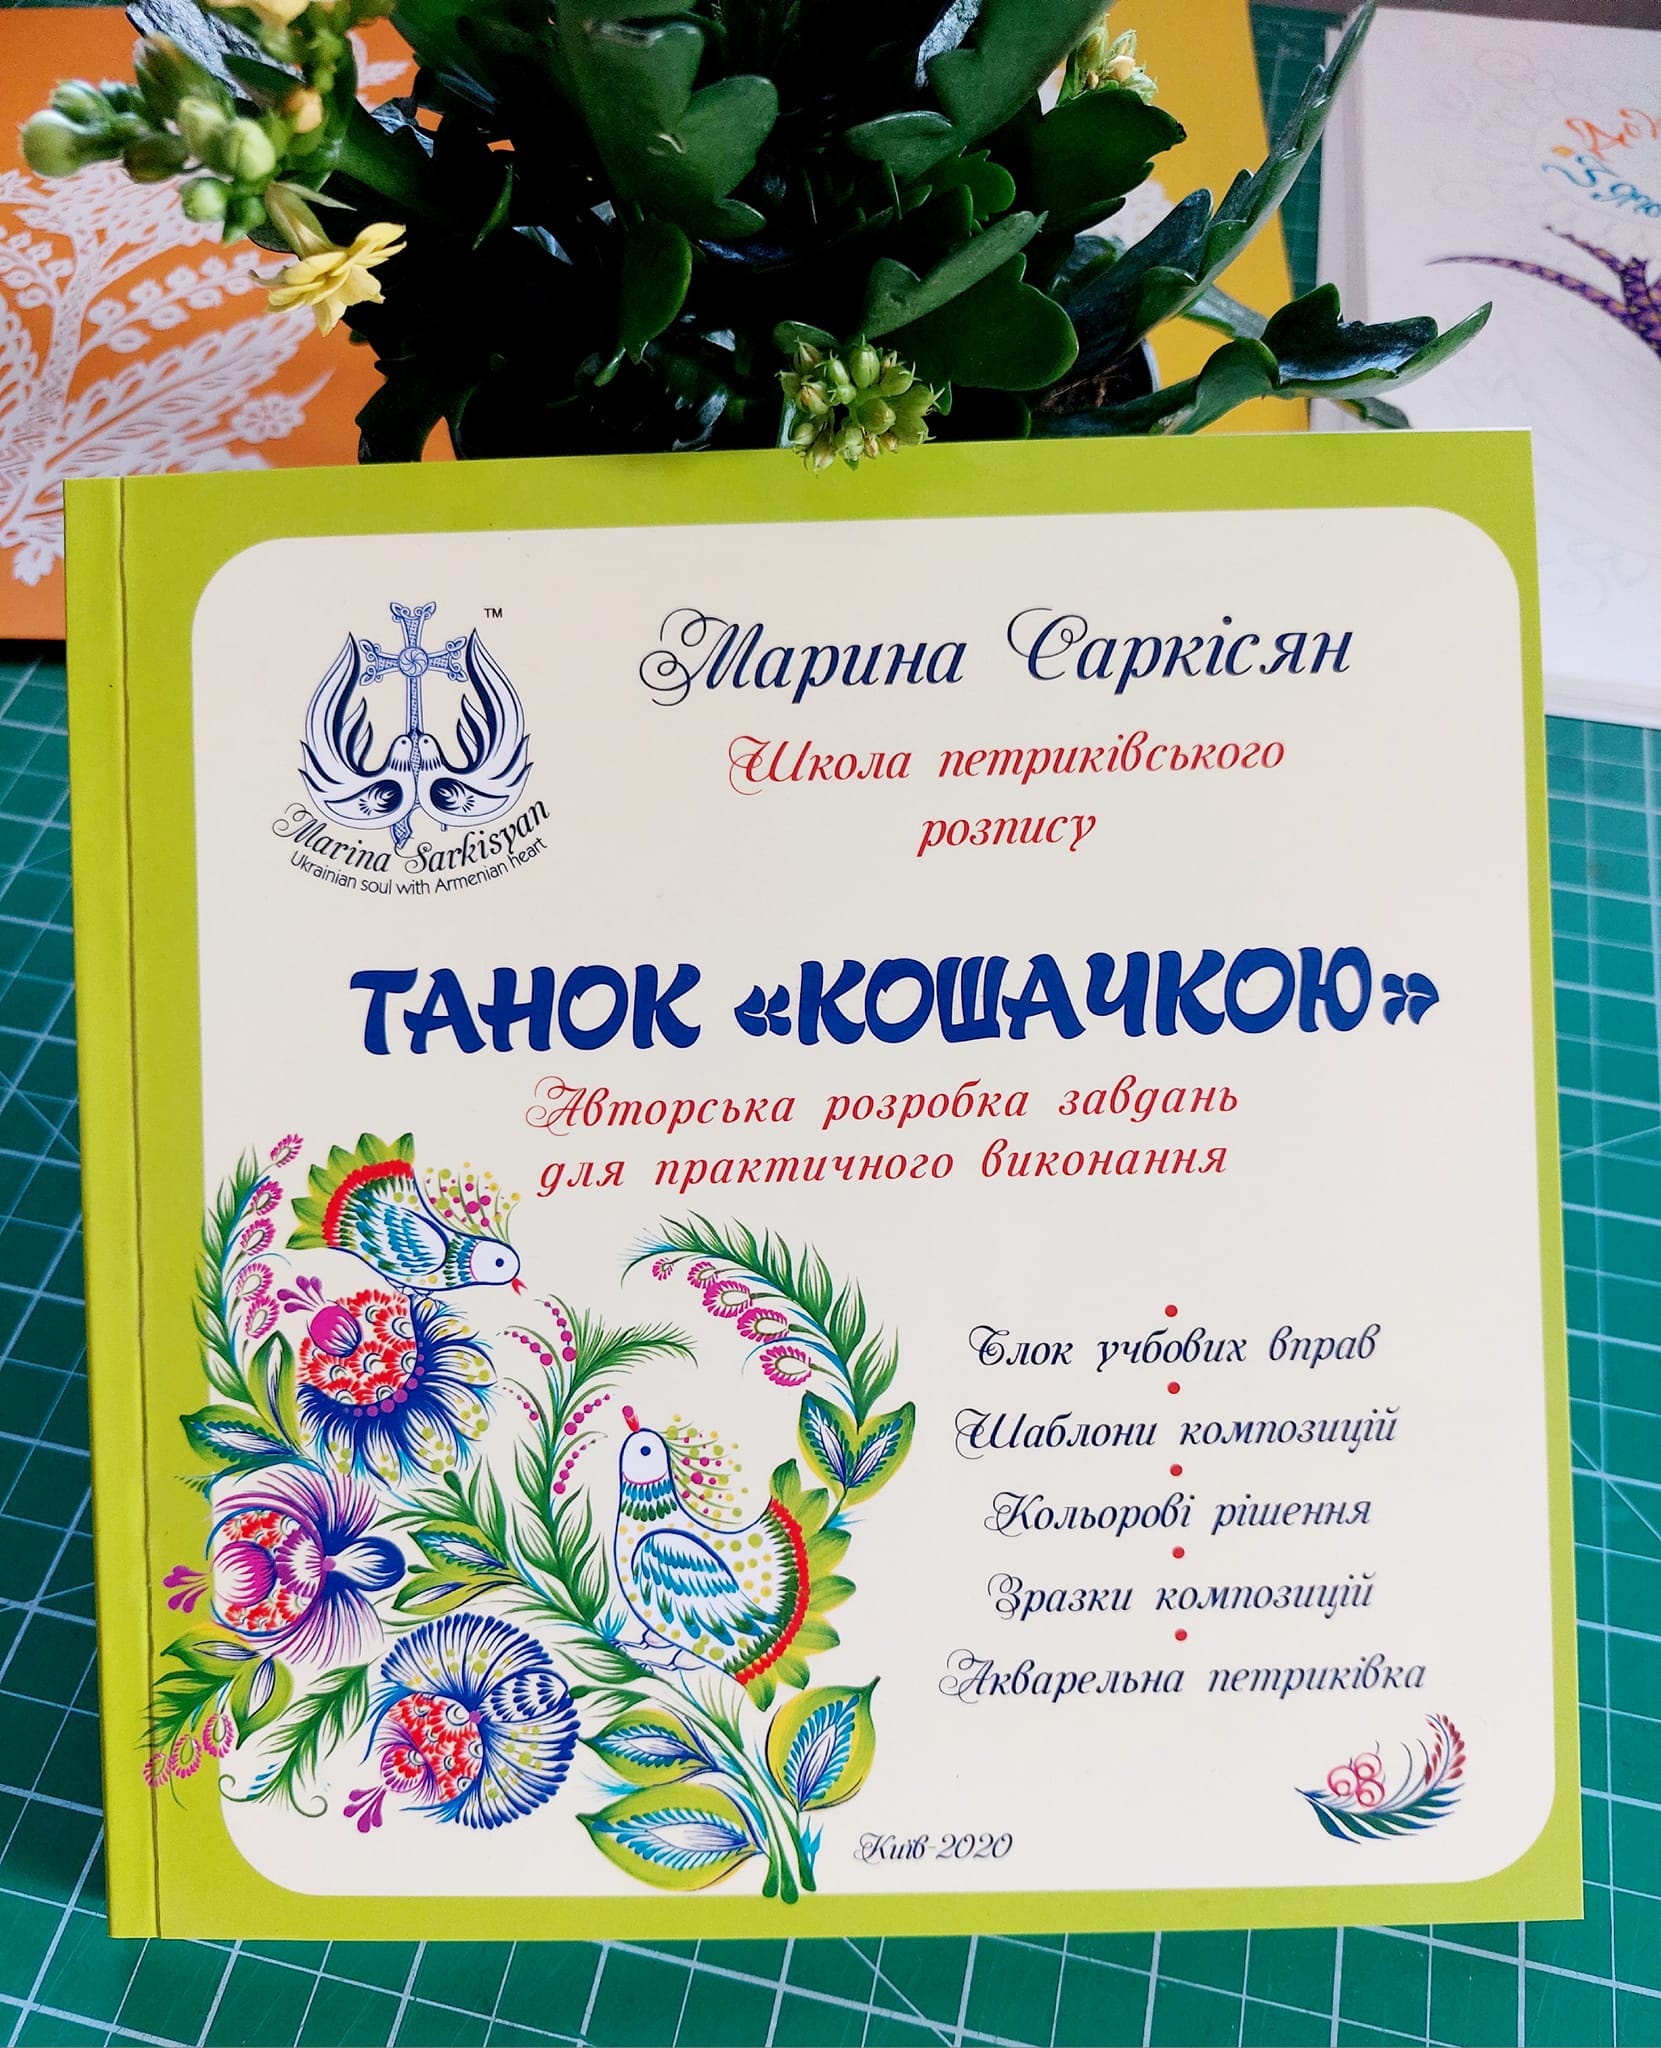 Марина Саркісян
Школа петриківського
розпису
TM
Marina Sarkisyan
Ukrainian soul with Armenian heart
ТАНОК «КОШАЧКОЮ»
Авторська розробка завдань
для практичного виконання
Блок учбових вправ
Шаблони композицій
Кольорові рішення
Зразки композицій
Акварельна петриківка
Київ-2020